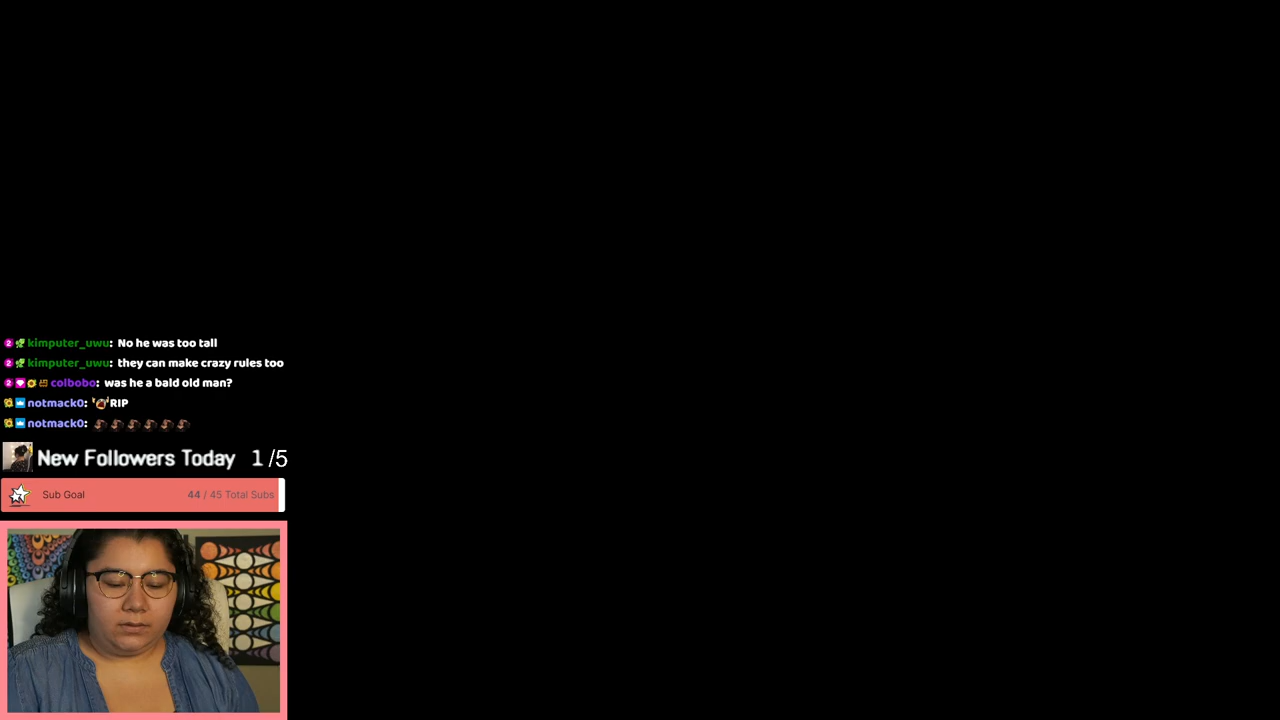 kimputer_uwu: No he was too tall
kimputer_uwu: they can make crazy rules too
colbobo: was he a bald old man?
notmack0: RIP
notmack0:
New Followers Today 1 /5
Sub Goal 44 / 45 Total Subs